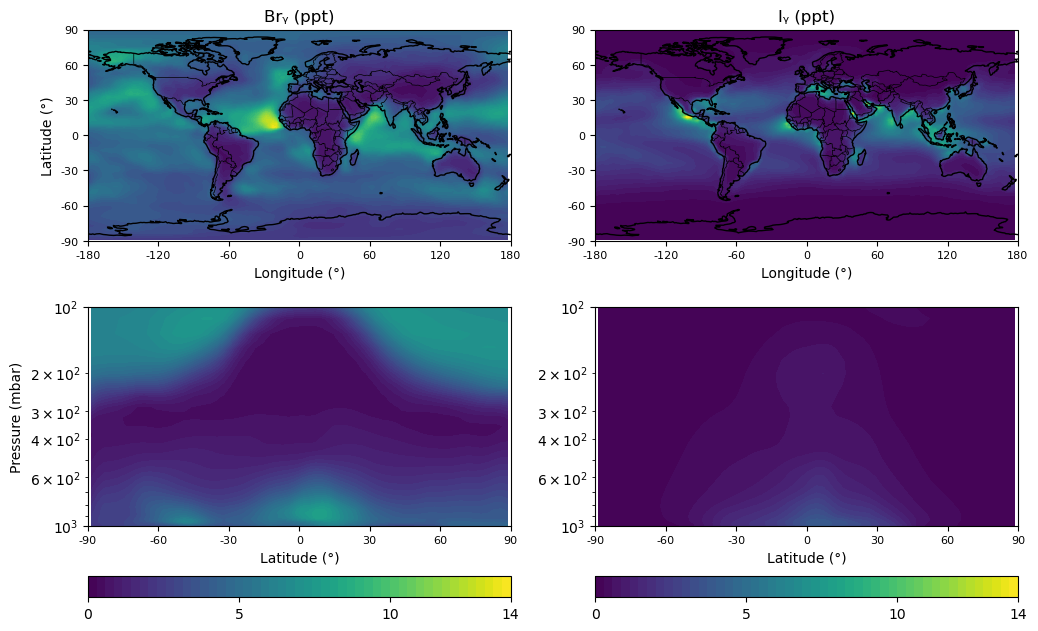 Brᵧ (ppt)
Iᵧ (ppt)
90
60
30
0
-30
-60
-90
Latitude (°)
-180 -120 -60 0 60 120 180
Longitude (°)
90
60
30
0
-30
-60
-90
-180 -120 -60 0 60 120 180
Longitude (°)
10²
2 × 10²
3 × 10²
4 × 10²
6 × 10²
10³
Pressure (mbar)
-90 -60 -30 0 30 60 90
Latitude (°)
10²
2 × 10²
3 × 10²
4 × 10²
6 × 10²
10³
-90 -60 -30 0 30 60 90
Latitude (°)
0 5 10 14
0 5 10 14